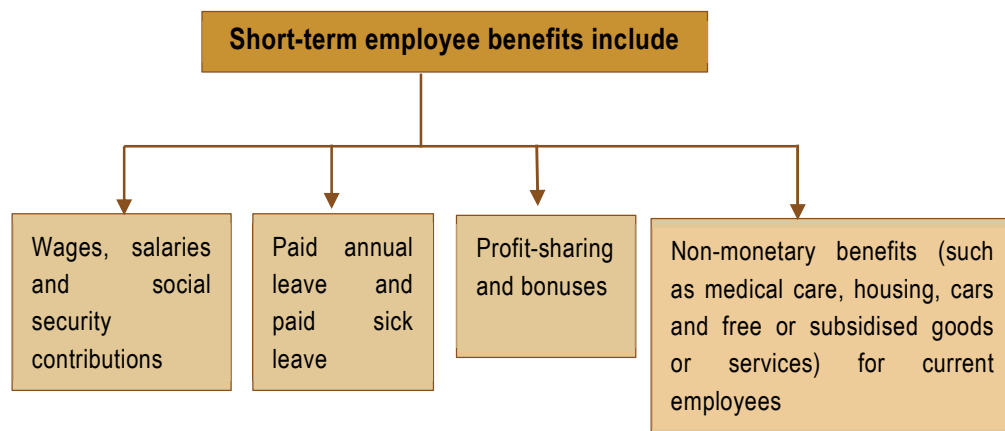 Short-term employee benefits include
Wages, salaries
and social
security
contributions
Paid annual
leave and
paid sick
leave
Profit-sharing
and bonuses
Non-monetary benefits (such
as medical care, housing, cars
and free or subsidised goods
or services) for current
employees